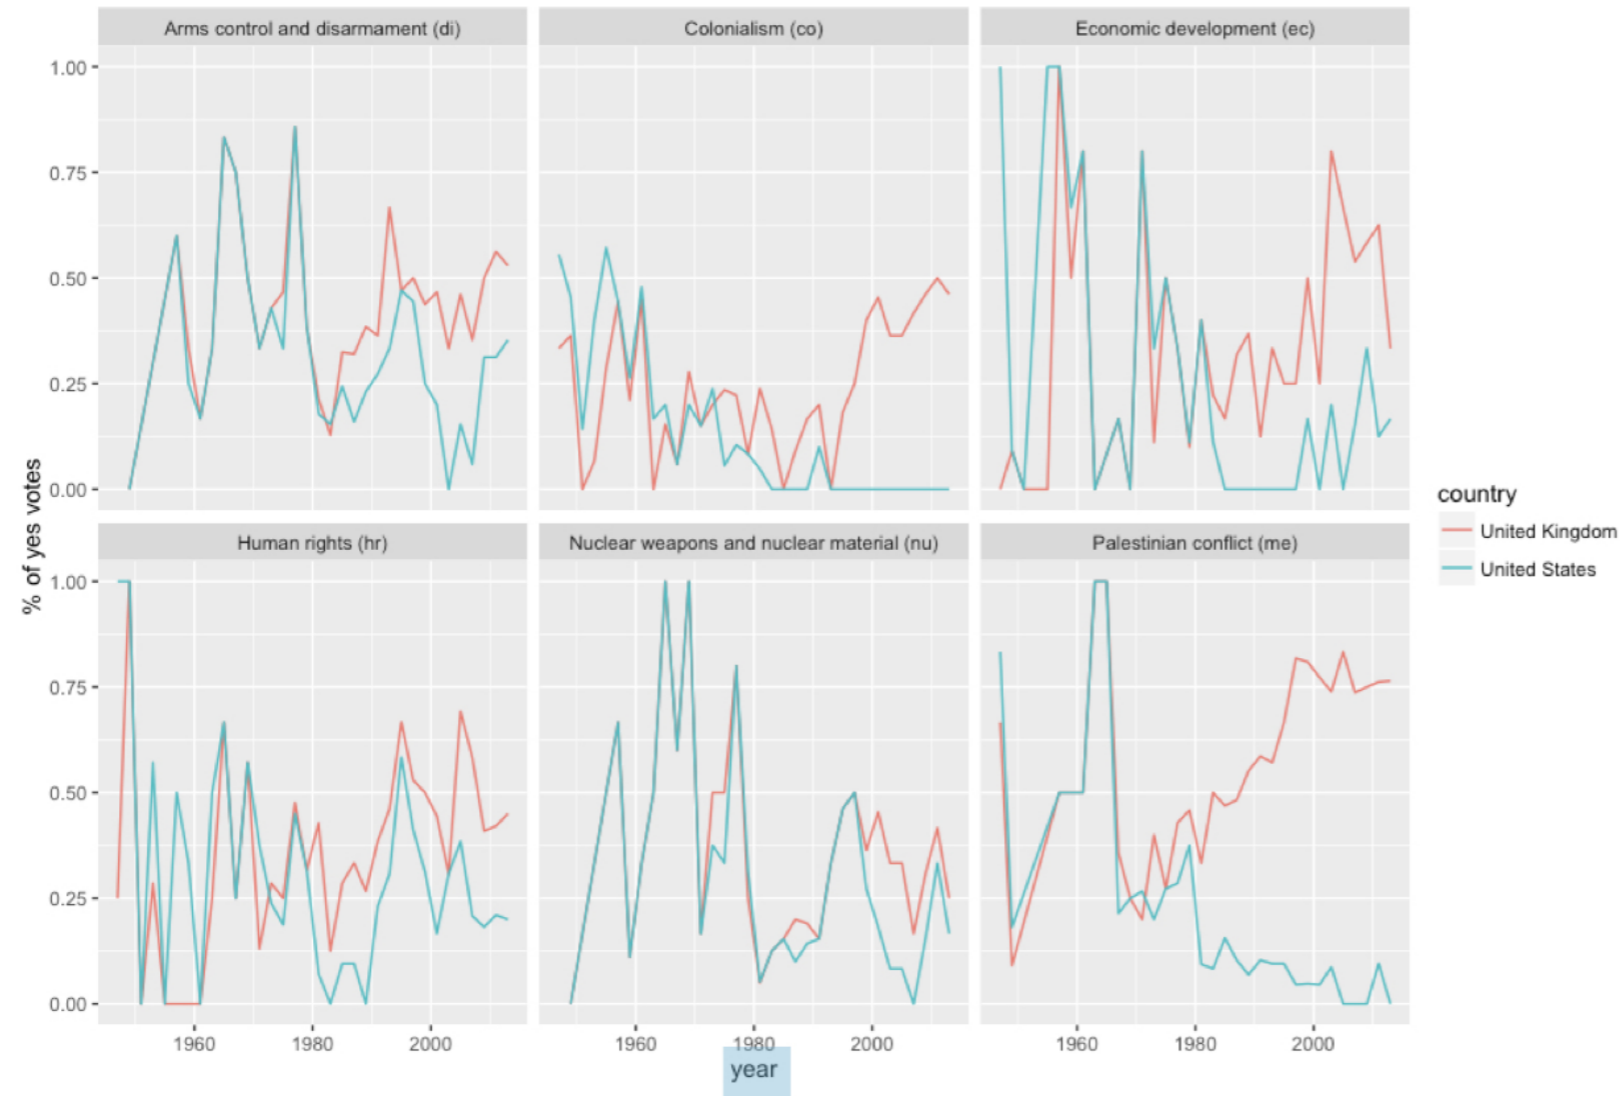 Arms control and disarmament (di)
Colonialism (co)
Economic development (ec)
1.00
0.75
0.50
0.25
0.00
Human rights (hr)
Nuclear weapons and nuclear material (nu)
Palestinian conflict (me)
1.00
0.75
0.50
0.25
0.00
1960 1980 2000
1960 1980 2000
1960 1980 2000
year
% of yes votes
country
United Kingdom
United States